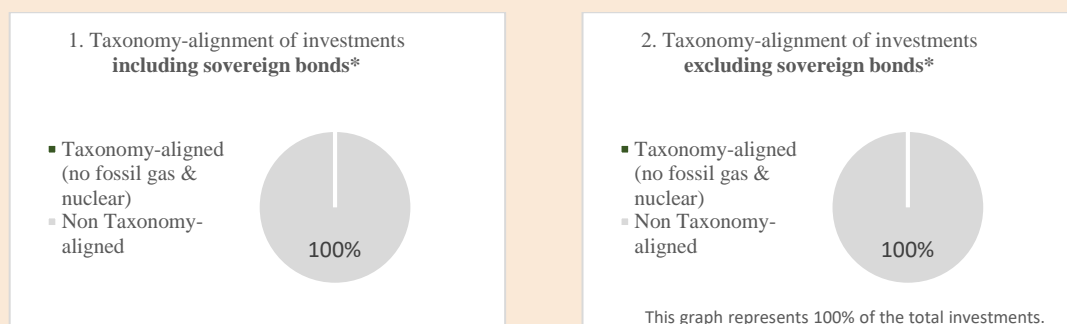 1. Taxonomy-alignment of investments
including sovereign bonds*
Taxonomy-aligned
(no fossil gas &
nuclear)
Non Taxonomy-
aligned
100%
2. Taxonomy-alignment of investments
excluding sovereign bonds*
Taxonomy-aligned
(no fossil gas &
nuclear)
Non Taxonomy-
aligned
100%
This graph represents 100% of the total investments.